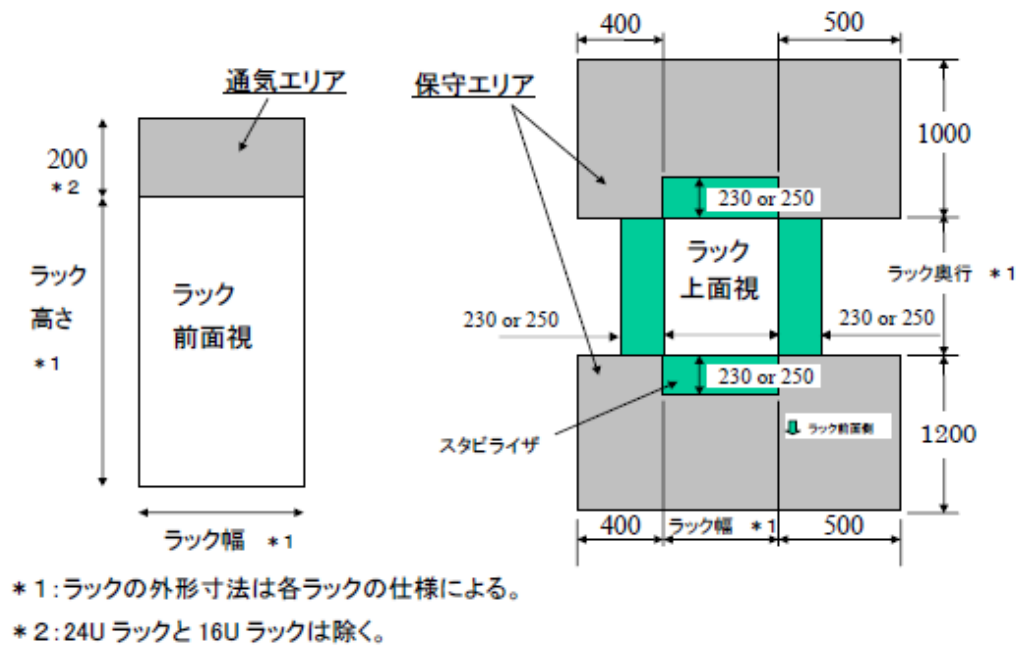 400
500
通気エリア
保守エリア
200
*2
1000
230 or 250
ラック
高さ
*1
ラック
前面視
ラック
上面視
ラック奥行 *1
230 or 250
230 or 250
230 or 250
スタビライザ
ラック前面側
1200
400
ラック幅 *1
500
ラック幅 *1
*1:ラックの外形寸法は各ラックの仕様による。
*2:24U ラックと 16U ラックは除く。